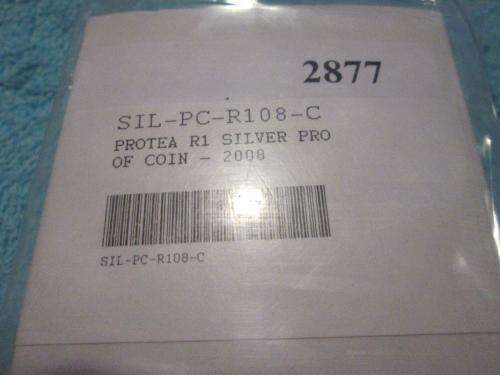 2877
SIL-PC-R108-C
PROTEA R1 SILVER PRO
OF COIN - 2008
SIL-PC-R108-C